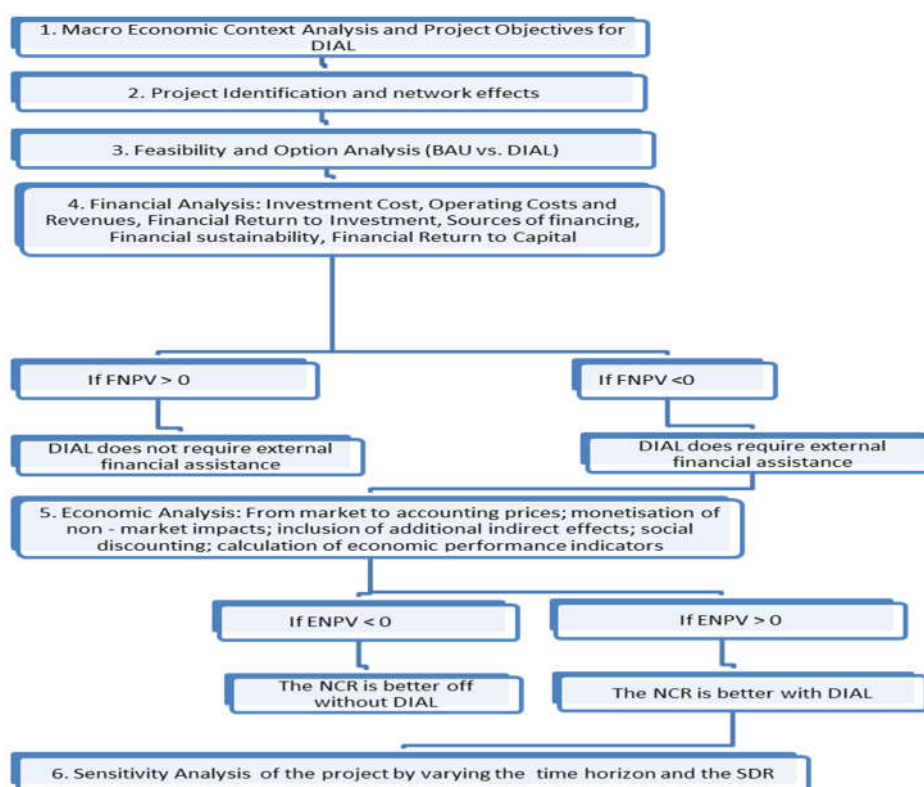 1. Macro Economic Context Analysis and Project Objectives for
DIAL
2. Project Identification and network effects
3. Feasibility and Option Analysis (BAU vs. DIAL)
4. Financial Analysis: Investment Cost, Operating Costs and
Revenues, Financial Return to Investment, Sources of financing,
Financial sustainability, Financial Return to Capital
If FNPV > 0
If FNPV <0
DIAL does not require external
financial assistance
DIAL does require external
financial assistance
5. Economic Analysis: From market to accounting prices; monetisation of
non - market impacts; inclusion of additional indirect effects; social
discounting; calculation of economic performance indicators
If ENPV < 0
If ENPV > 0
The NCR is better off
without DIAL
The NCR is better with DIAL
6. Sensitivity Analysis of the project by varying the time horizon and the SDR